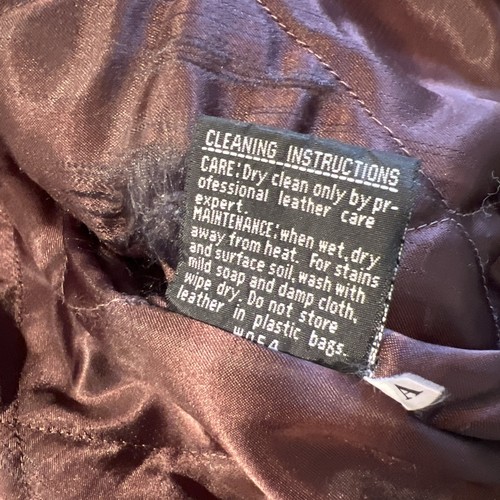 CLEANING INSTRUCTIONS
CARE: Dry clean only by pr-
ofessional leather care
expert.
MAINTENANCE: when wet, dry
away from heat. For stains
and surface soil, wash with
mild soap and damp cloth,
wipe dry. Do not store
leather in plastic bags.
A